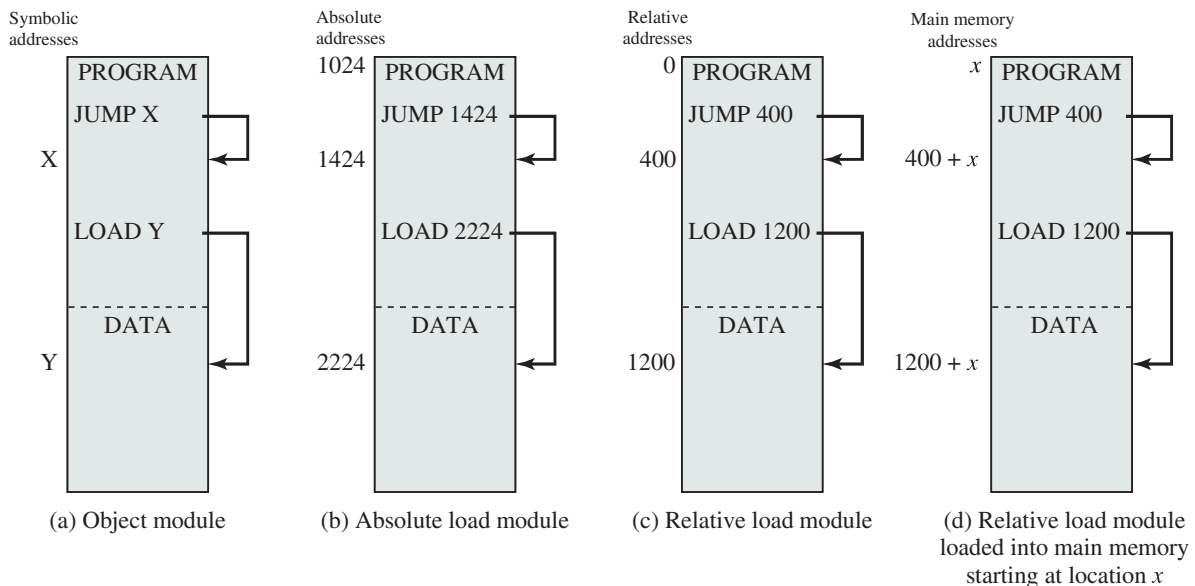 Symbolic
addresses
PROGRAM
JUMP X
X
LOAD Y
DATA
Y
(a) Object module
Absolute
addresses
1024
PROGRAM
JUMP 1424
1424
LOAD 2224
DATA
2224
(b) Absolute load module
Relative
addresses
0
PROGRAM
JUMP 400
400
LOAD 1200
DATA
1200
(c) Relative load module
Main memory
addresses
x
PROGRAM
JUMP 400
400 + x
LOAD 1200
DATA
1200 + x
(d) Relative load module
loaded into main memory
starting at location x